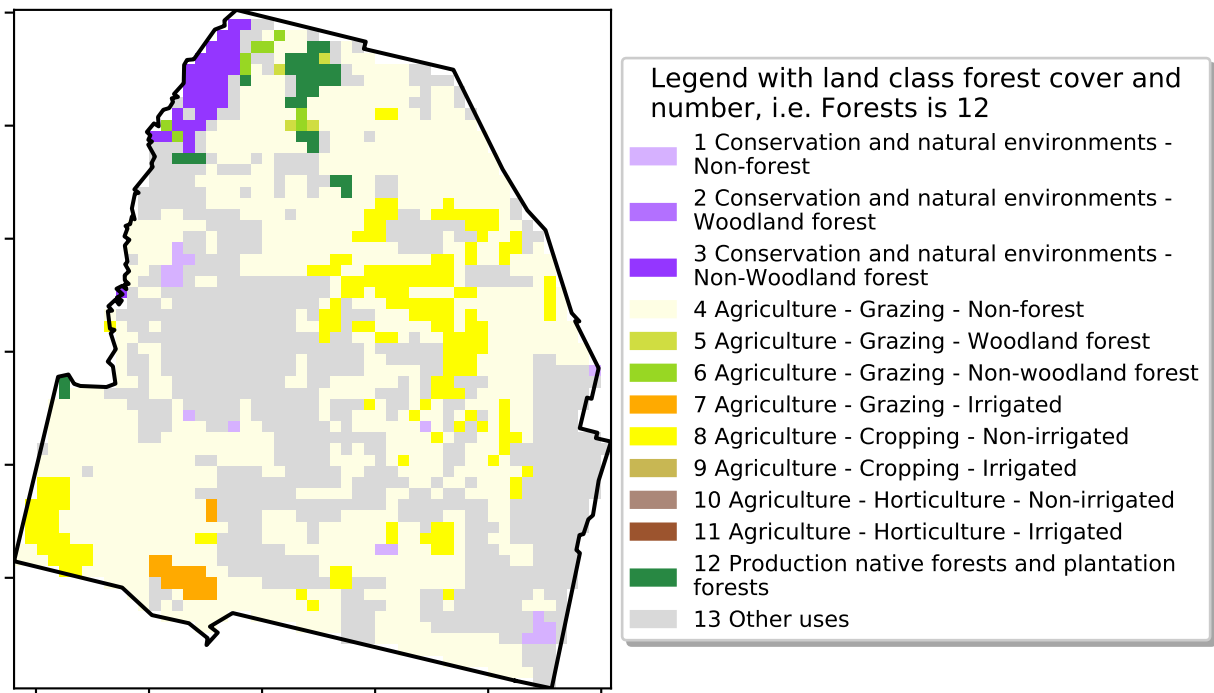 Legend with land class forest cover and
number, i.e. Forests is 12
1 Conservation and natural environments -
Non-forest
2 Conservation and natural environments -
Woodland forest
3 Conservation and natural environments -
Non-Woodland forest
4 Agriculture - Grazing - Non-forest
5 Agriculture - Grazing - Woodland forest
6 Agriculture - Grazing - Non-woodland forest
7 Agriculture - Grazing - Irrigated
8 Agriculture - Cropping - Non-irrigated
9 Agriculture - Cropping - Irrigated
10 Agriculture - Horticulture - Non-irrigated
11 Agriculture - Horticulture - Irrigated
12 Production native forests and plantation
forests
13 Other uses